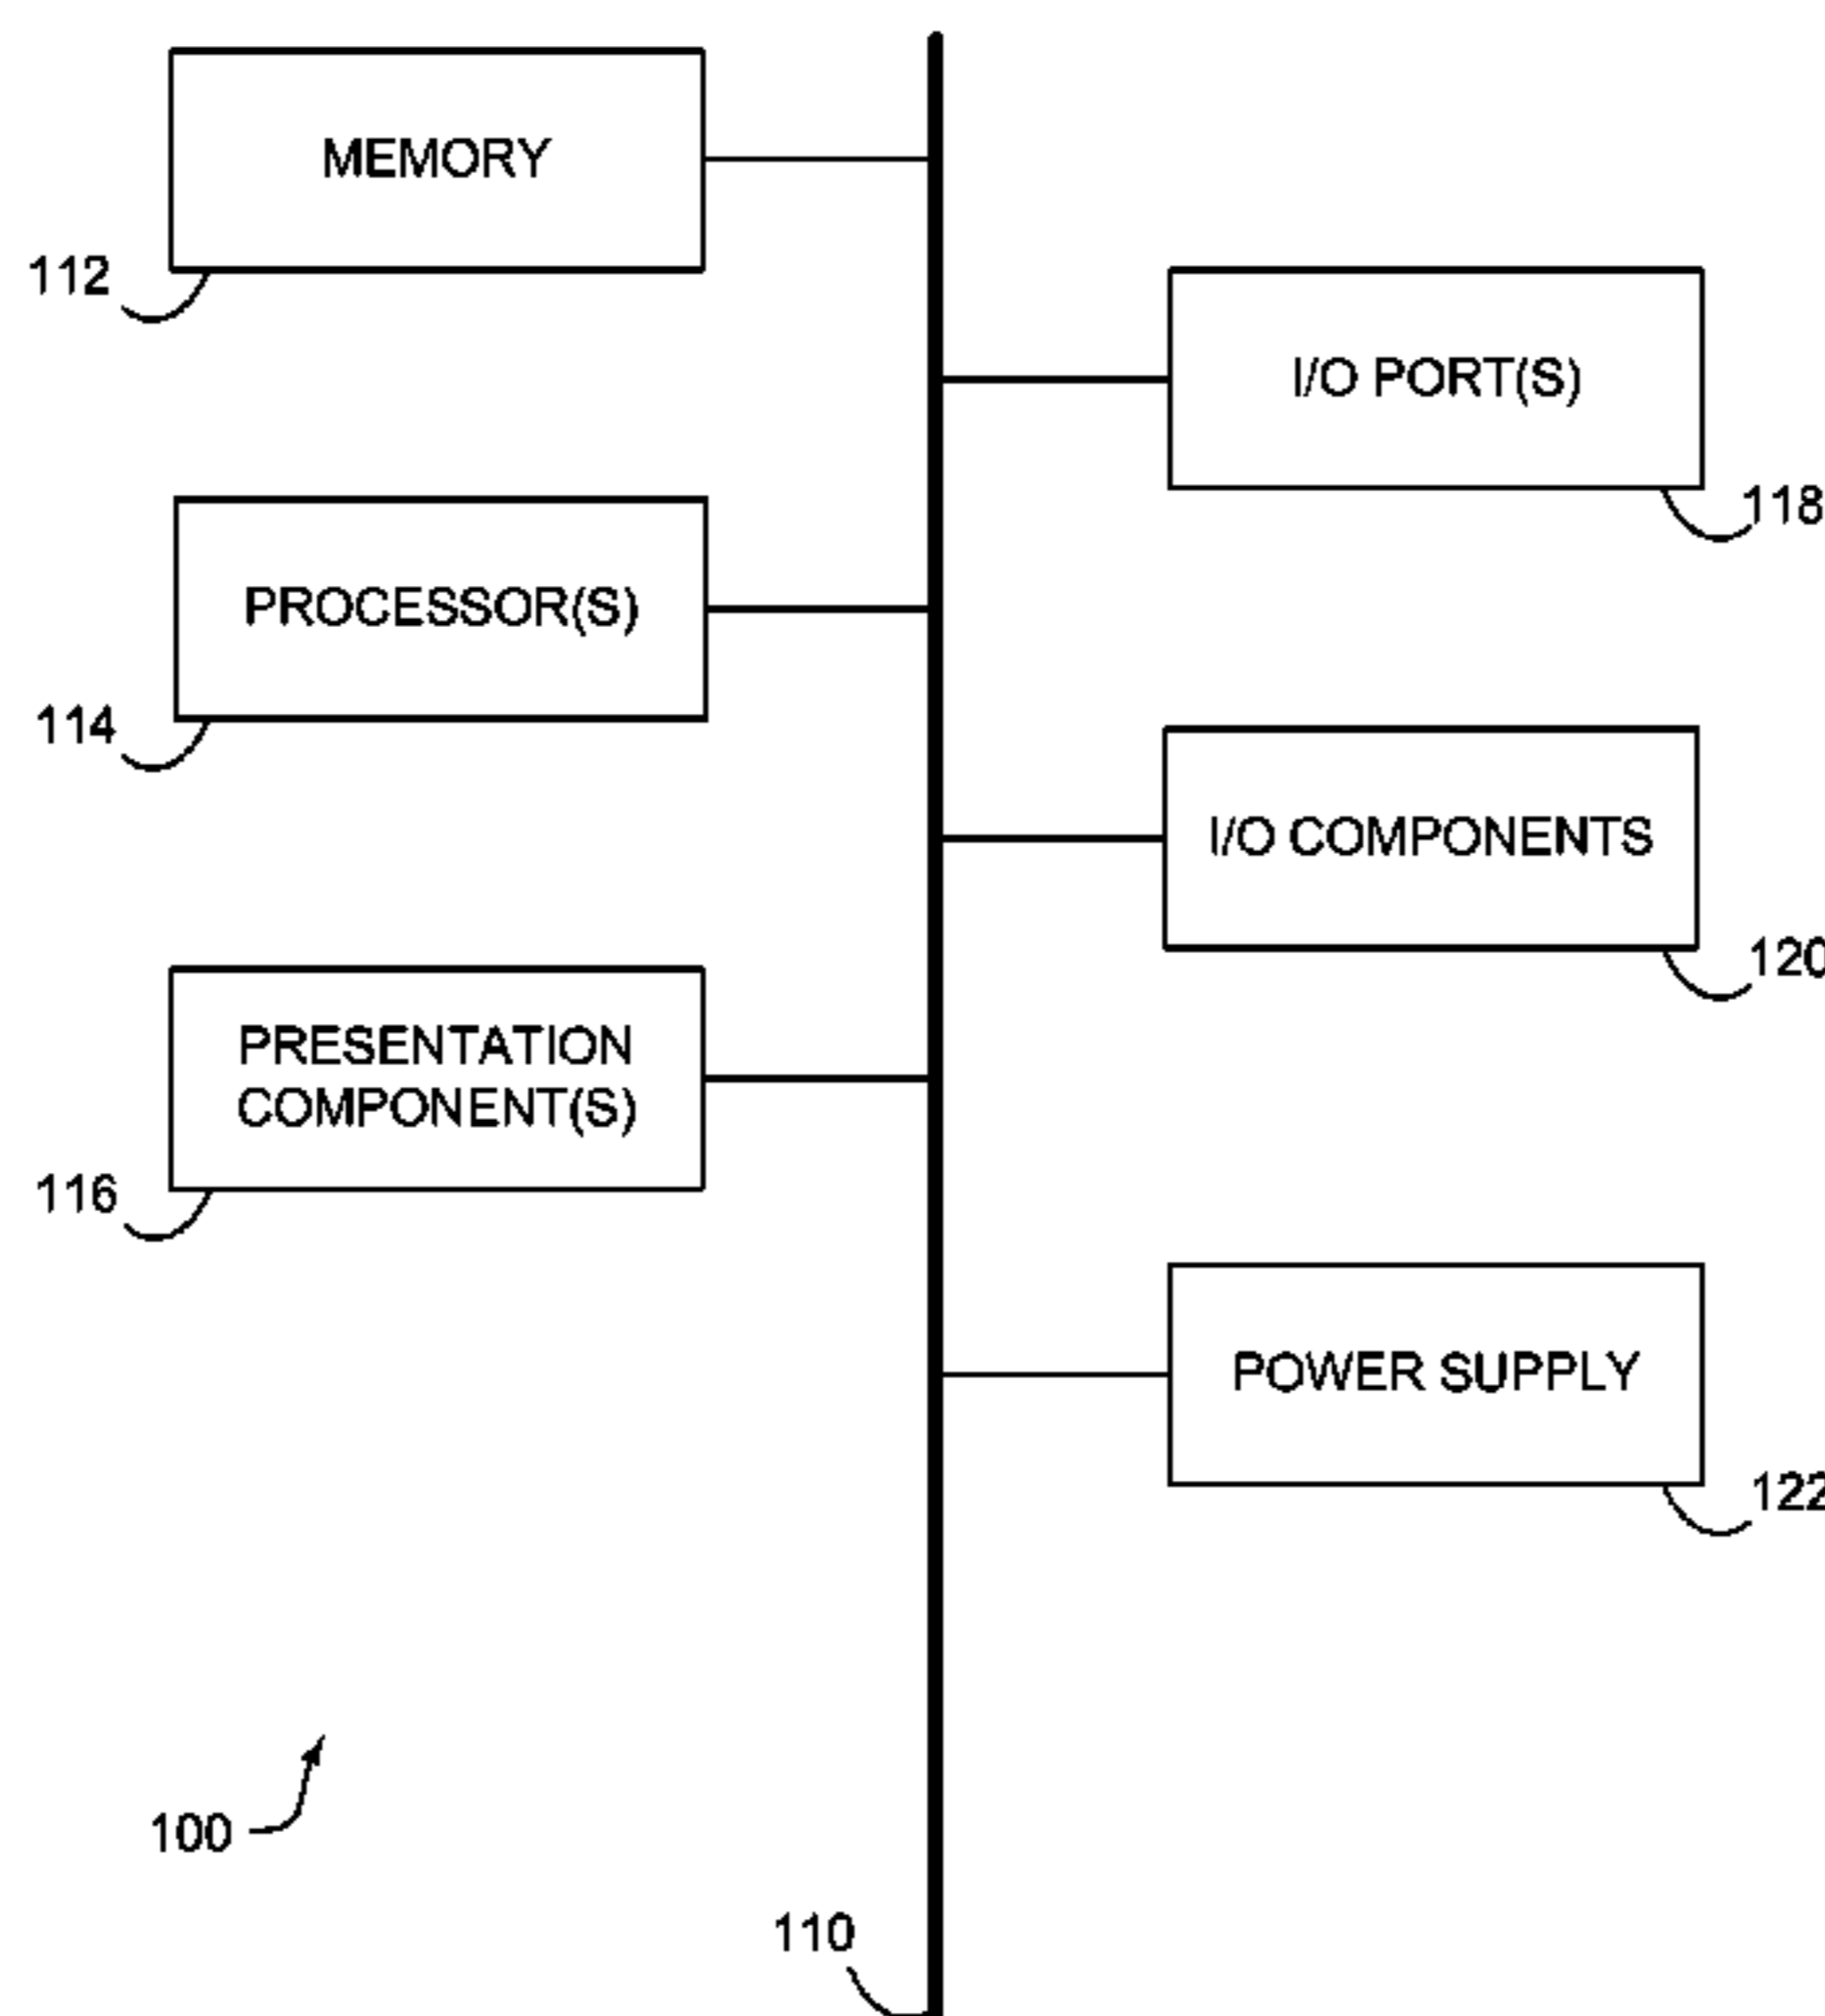 MEMORY
112
I/O PORT(S)
118
PROCESSOR(S)
114
I/O COMPONENTS
120
PRESENTATION
COMPONENT(S)
116
POWER SUPPLY
122
100
110